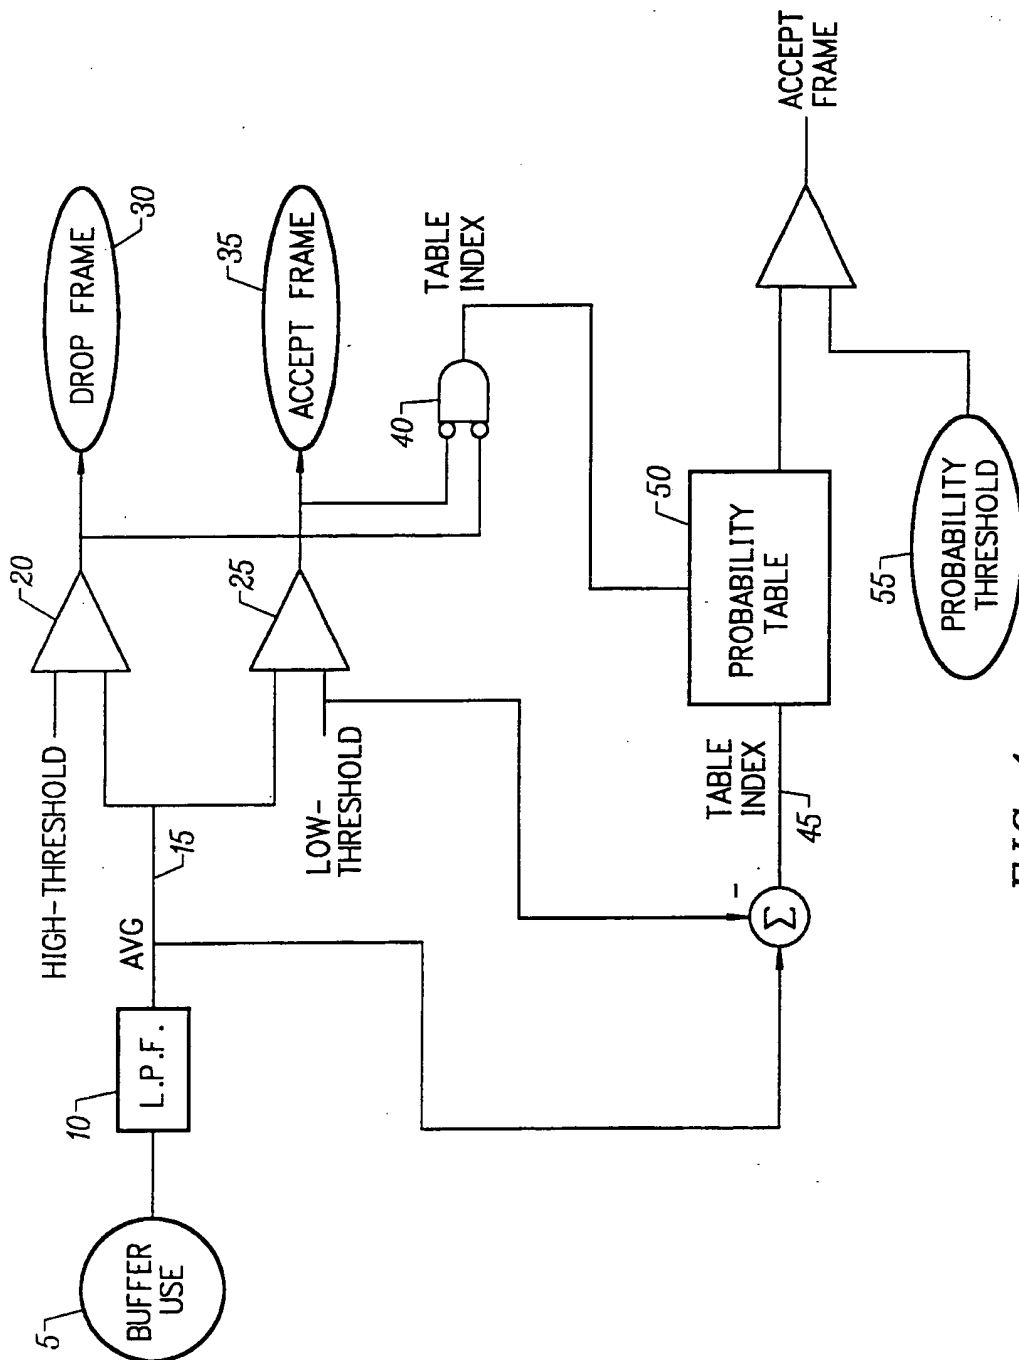 5
BUFFER
USE
10
L.P.F.
AVG
15
HIGH-THRESHOLD
LOW-
THRESHOLD
20
25
DROP FRAME
30
ACCEPT FRAME
35
40
TABLE
INDEX
Σ
-
TABLE
INDEX
45
PROBABILITY
TABLE
50
55
PROBABILITY
THRESHOLD
ACCEPT
FRAME